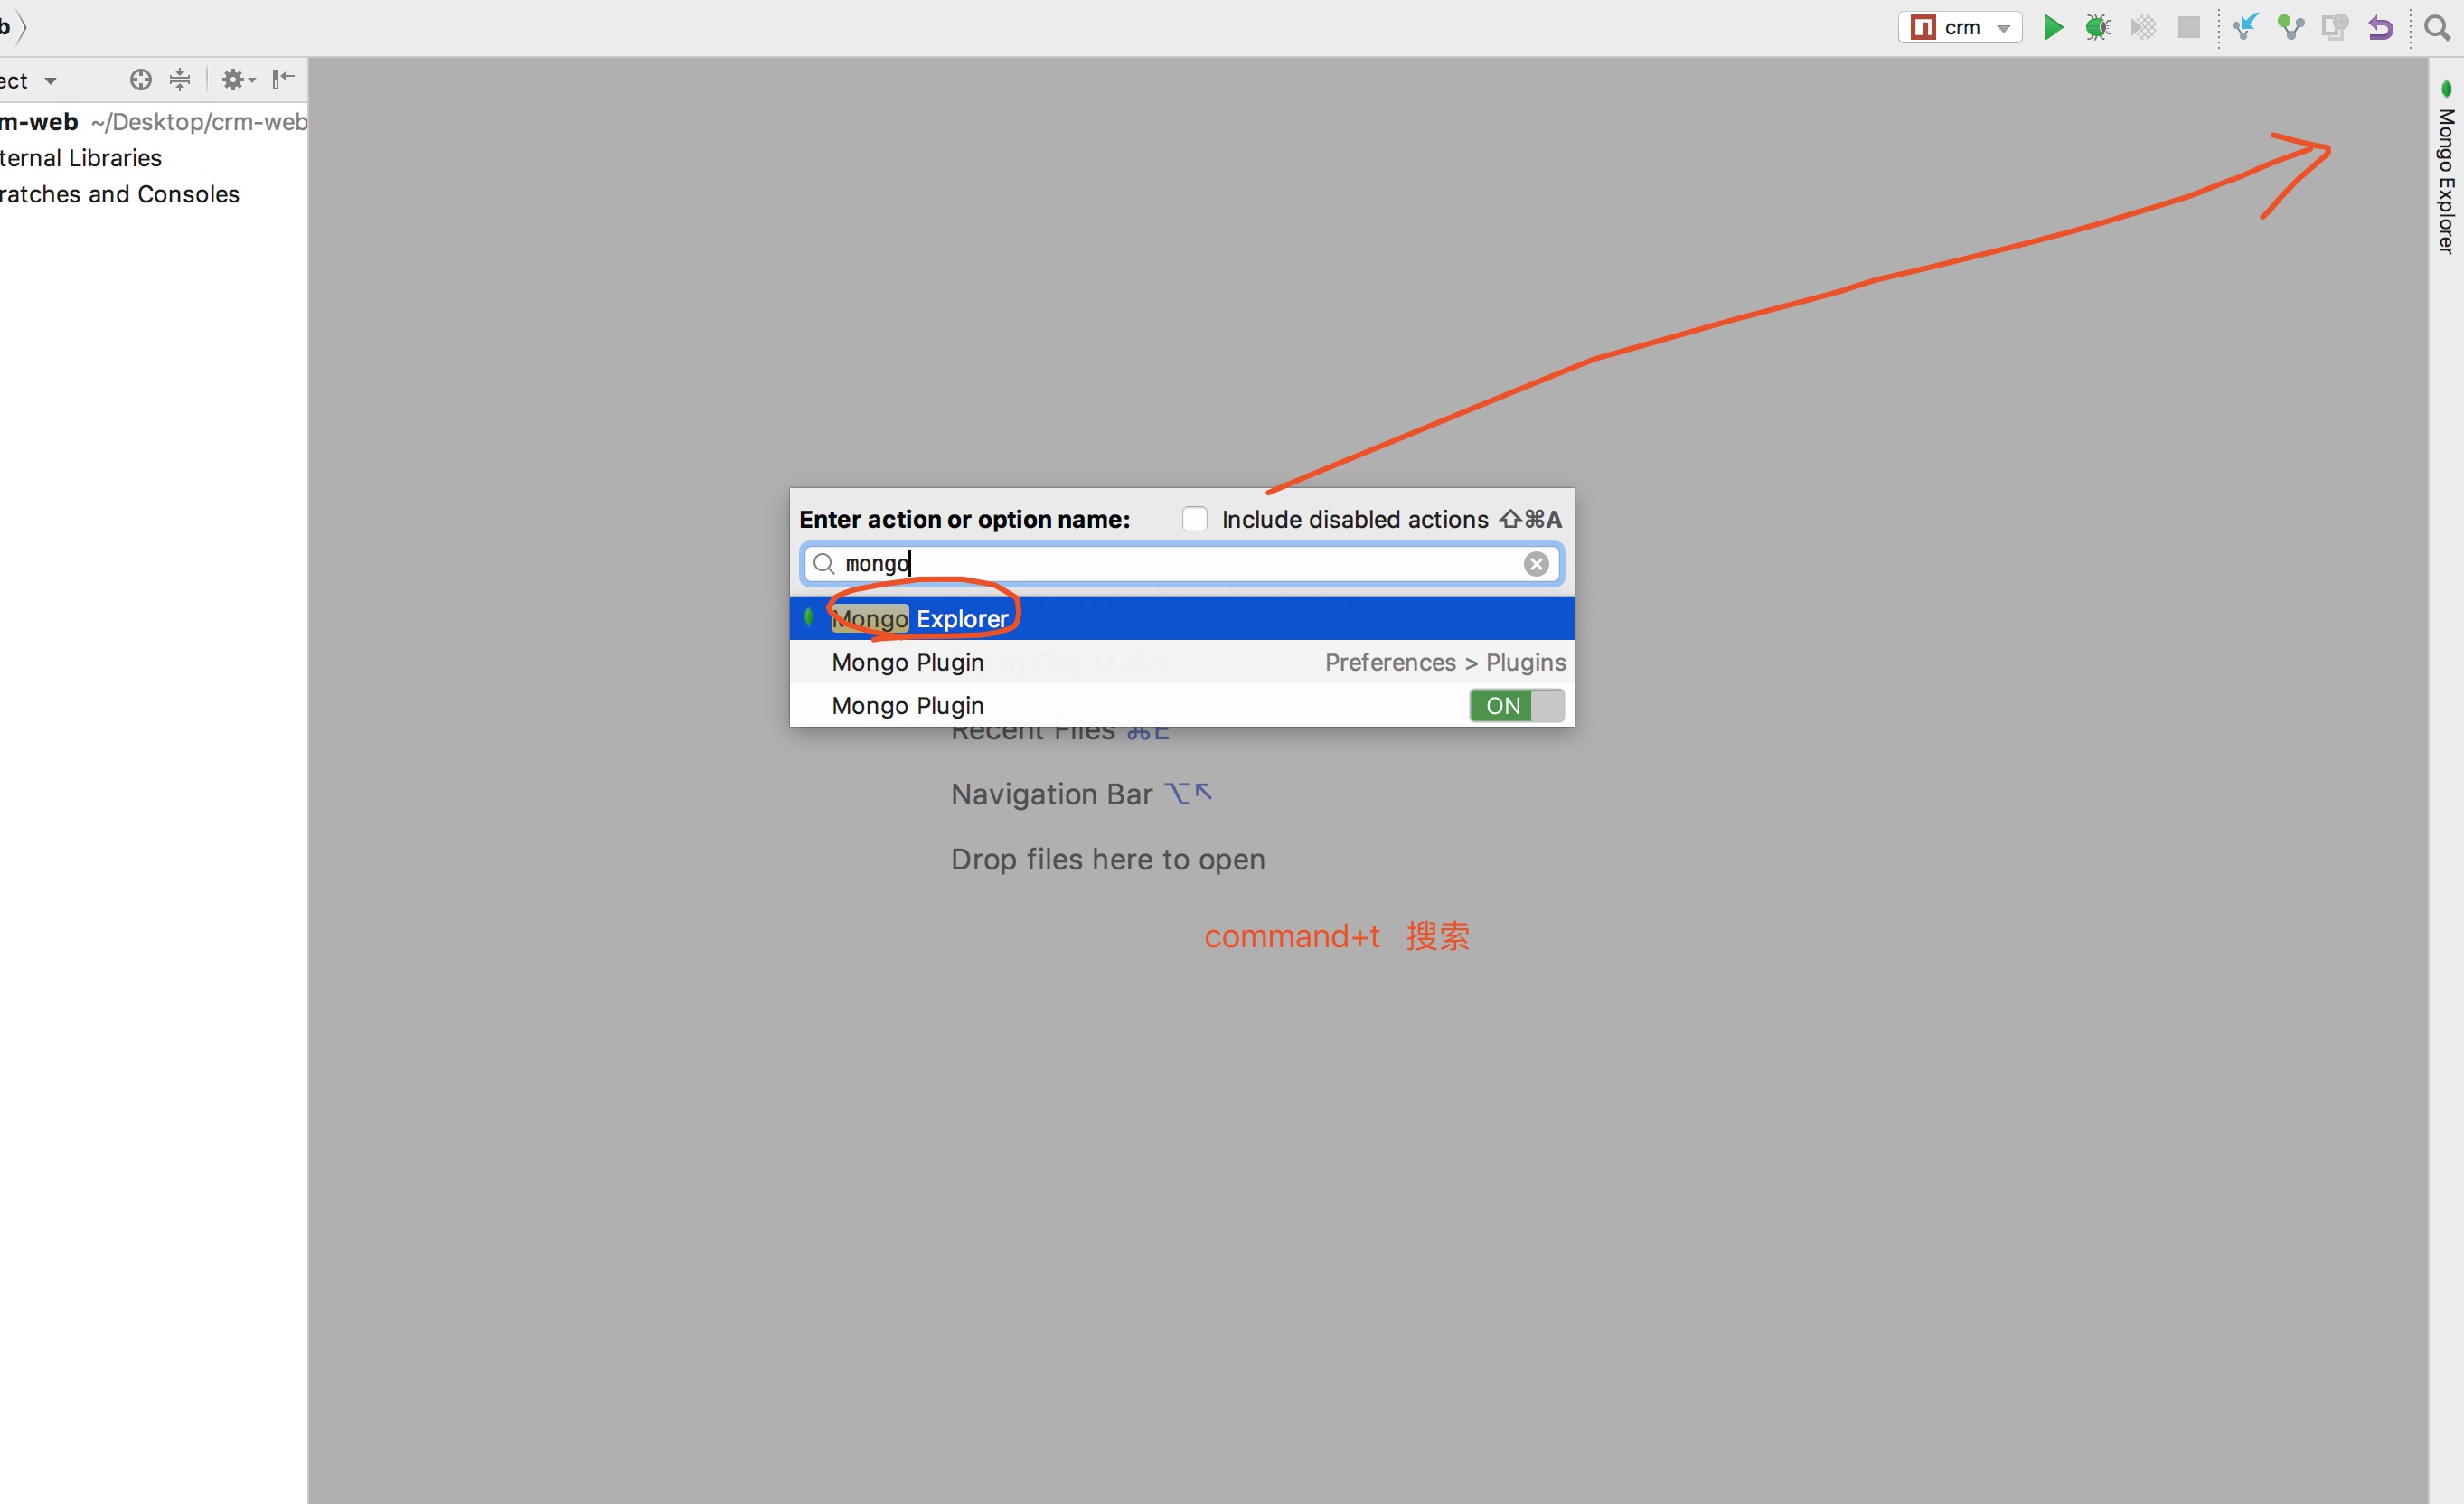 b
crm
ect
m-web ~/Desktop/crm-web
ternal Libraries
ratches and Consoles
Mongo Explorer
Enter action or option name: Include disabled actions ⇧⌘A
mongo
Mongo Explorer
Mongo Plugin Preferences > Plugins
Mongo Plugin ON
Recent Files ⌘E
Navigation Bar ⌥↖
Drop files here to open
command+t 搜索